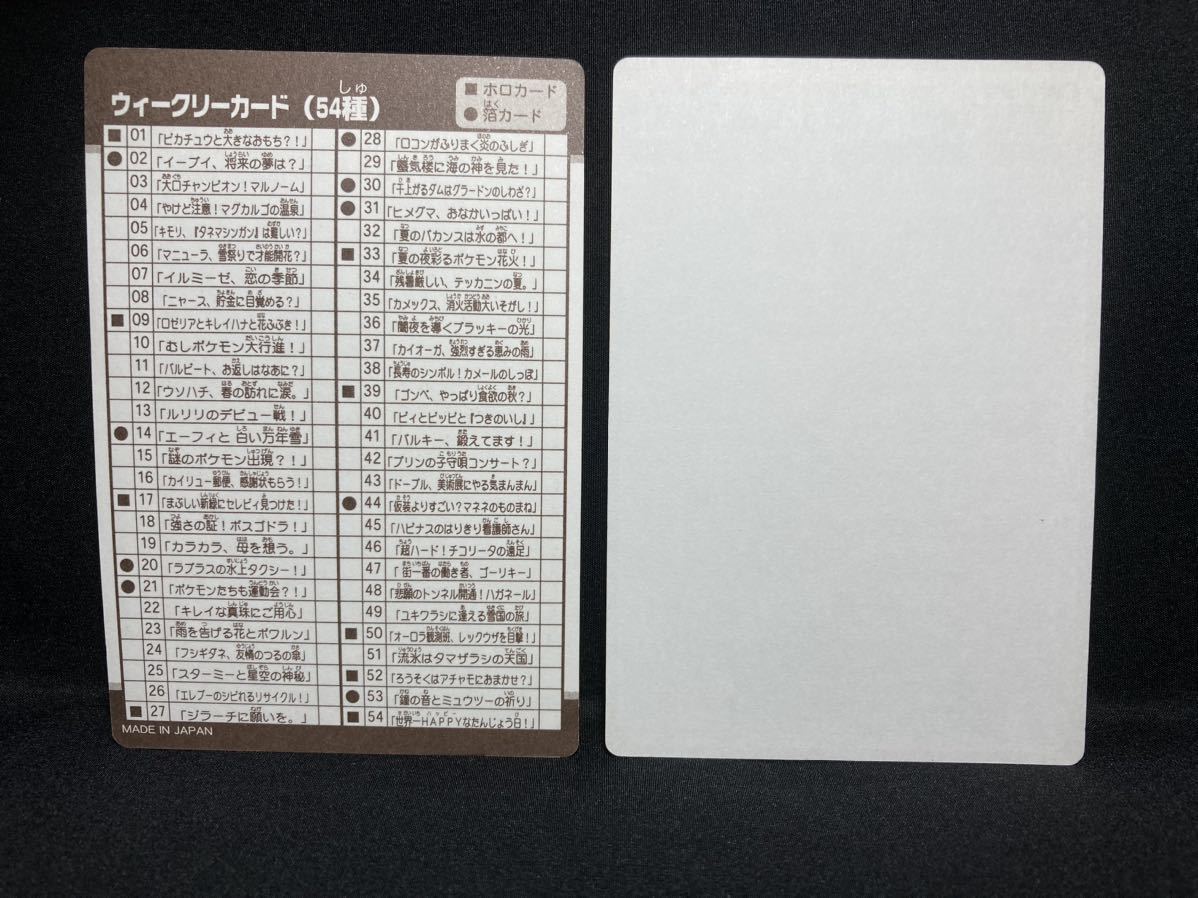 ウィークリーカード（54種）
しゅ
■ ホロカード
● 箔カード
はく
■ 01 「ピカチュウと大きなおもち？！」
● 02 「イーブイ、将来の夢は？」
03 「大口チャンピオン！マルノーム」
04 「やけど注意！マグカルゴの温泉」
05 「キモリ、『タネマシンガン』は難しい？」
06 「マニューラ、雪祭りで才能開花？」
07 「イルミーゼ、恋の季節」
08 「ニャース、貯金に目覚める？」
■ 09 「ロゼリアとキレイハナと花ふぶき！」
10 「むしポケモン大行進！」
11 「バルビート、お返しはなあに？」
12 「ウソハチ、春の訪れに涙。」
13 「ルリリのデビュー戦！」
● 14 「エーフィと 白い万年雪」
15 「謎のポケモン出現？！」
16 「カイリュー郵便、感謝状もらう！」
■ 17 「まぶしい新緑にセレビィ見つけた！」
18 「強さの証！ボスゴドラ！」
19 「カラカラ、母を想う。」
● 20 「ラプラスの水上タクシー！」
● 21 「ポケモンたちも運動会？！」
22 「キレイな真珠にご用心」
23 「雨を告げる花とポワルン」
24 「フシギダネ、友情のつるの傘」
25 「スターミーと星空の神秘」
26 「エレブーのシビれるリサイクル！」
■ 27 「ジラーチに願いを。」
● 28 「ロコンがふりまく炎のふしぎ」
29 「蜃気楼に海の神を見た！」
● 30 「干上がるダムはグラードンのしわざ？」
● 31 「ヒメグマ、おなかいっぱい！」
32 「夏のバカンスは水の都へ！」
■ 33 「夏の夜彩るポケモン花火！」
34 「残暑厳しい、テッカニンの夏。」
35 「カメックス、消火活動大いそがし！」
36 「闇夜を導くブラッキーの光」
37 「カイオーガ、強烈すぎる恵みの雨」
38 「長寿のシンボル！カメールのしっぽ」
■ 39 「ゴンベ、やっぱり食欲の秋？」
40 「ピィとピッピと『つきのいし』」
41 「バルキー、鍛えてます！」
42 「プリンの子守唄コンサート？」
43 「ドーブル、美術展にやる気まんまん」
● 44 「仮装よりすごい？マネネのものまね」
45 「ハピナスのはりきり看護師さん」
46 「超ハード！チコリータの遠足」
47 「街一番の働き者、ゴーリキー」
48 「悲願のトンネル開通！ハガネール」
49 「ユキワラシに逢える雪国の旅」
■ 50 「オーロラ観測班、レックウザを目撃！」
51 「流氷はタマザラシの天国」
■ 52 「ろうそくはアチャモにおまかせ？」
● 53 「鐘の音とミュウツーの祈り」
■ 54 「世界一HAPPYなたんじょう日！」
MADE IN JAPAN